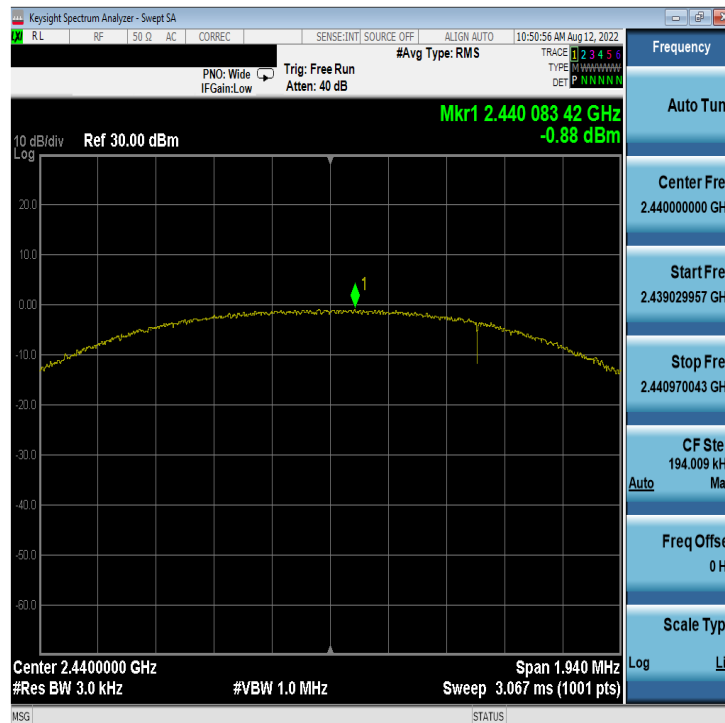 Keysight Spectrum Analyzer - Swept SA
RL RF 50 Ω AC CORREC SENSE:INT SOURCE OFF ALIGN AUTO 10:50:56 AM Aug 12, 2022
#Avg Type: RMS
TRACE 1 2 3 4 5 6
PNO: Wide Trig: Free Run
TYPE M WWWWW
IFGain:Low Atten: 40 dB
DET P N N N N N
Mkr1 2.440 083 42 GHz
-0.88 dBm
10 dB/div Ref 30.00 dBm
Log
20.0
10.0
0.00
-10.0
-20.0
-30.0
-40.0
-50.0
-60.0
1
Center 2.4400000 GHz Span 1.940 MHz
#Res BW 3.0 kHz #VBW 1.0 MHz Sweep 3.067 ms (1001 pts)
MSG STATUS
Frequency
Auto Tun
Center Fre
2.440000000 GH
Start Fre
2.439029957 GH
Stop Fre
2.440970043 GH
CF Ste
194.009 kH
Auto Ma
Freq Offse
0 H
Scale Typ
Log Li